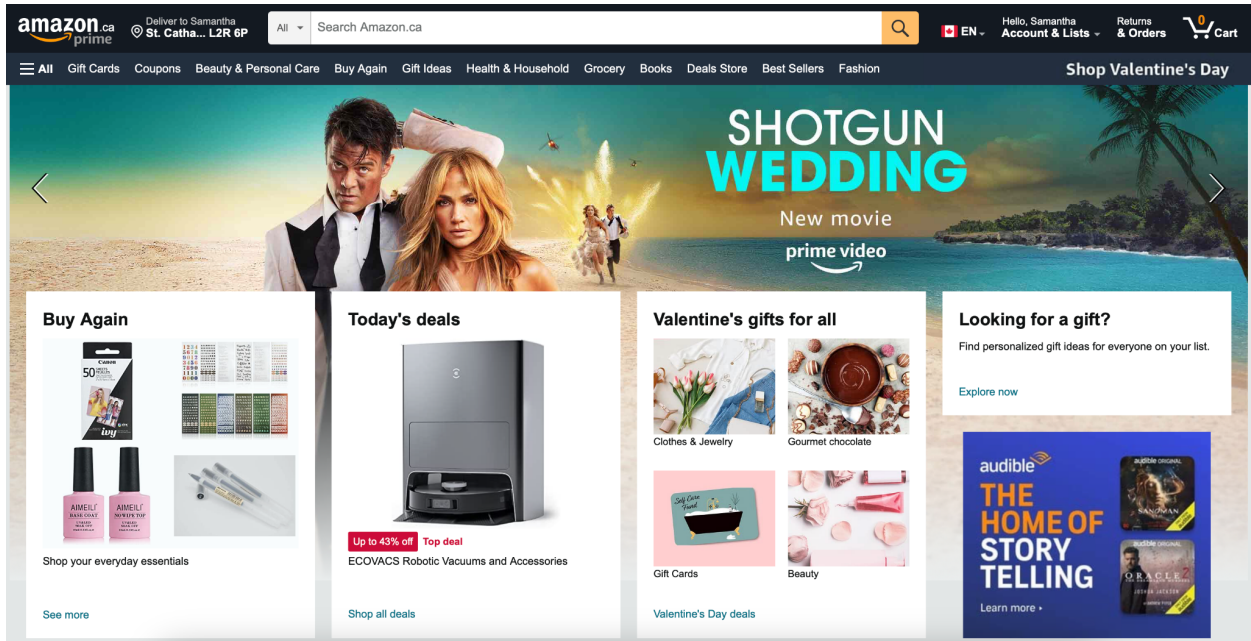 amazon.ca
prime
Deliver to Samantha
St. Catha... L2R 6P
All
Search Amazon.ca
EN
Hello, Samantha
Account & Lists
Returns
& Orders
0
Cart
All
Gift Cards
Coupons
Beauty & Personal Care
Buy Again
Gift Ideas
Health & Household
Grocery
Books
Deals Store
Best Sellers
Fashion
Shop Valentine's Day
SHOTGUN
WEDDING
New movie
prime video
Buy Again
Canon
50
ivy
AIMEILI
BASE COAT
AIMEILI
NO WIPE TOP
Shop your everyday essentials
See more
Today's deals
Up to 43% off
Top deal
ECOVACS Robotic Vacuums and Accessories
Shop all deals
Valentine's gifts for all
Clothes & Jewelry
Gourmet chocolate
Self Care
Fund
Gift Cards
Beauty
Valentine's Day deals
Looking for a gift?
Find personalized gift ideas for everyone on your list.
Explore now
audible
THE
HOME OF
STORY
TELLING
Learn more
audible ORIGINAL
SANDMAN
audible ORIGINAL
ORACLE 2
JOSHUA JACKSON